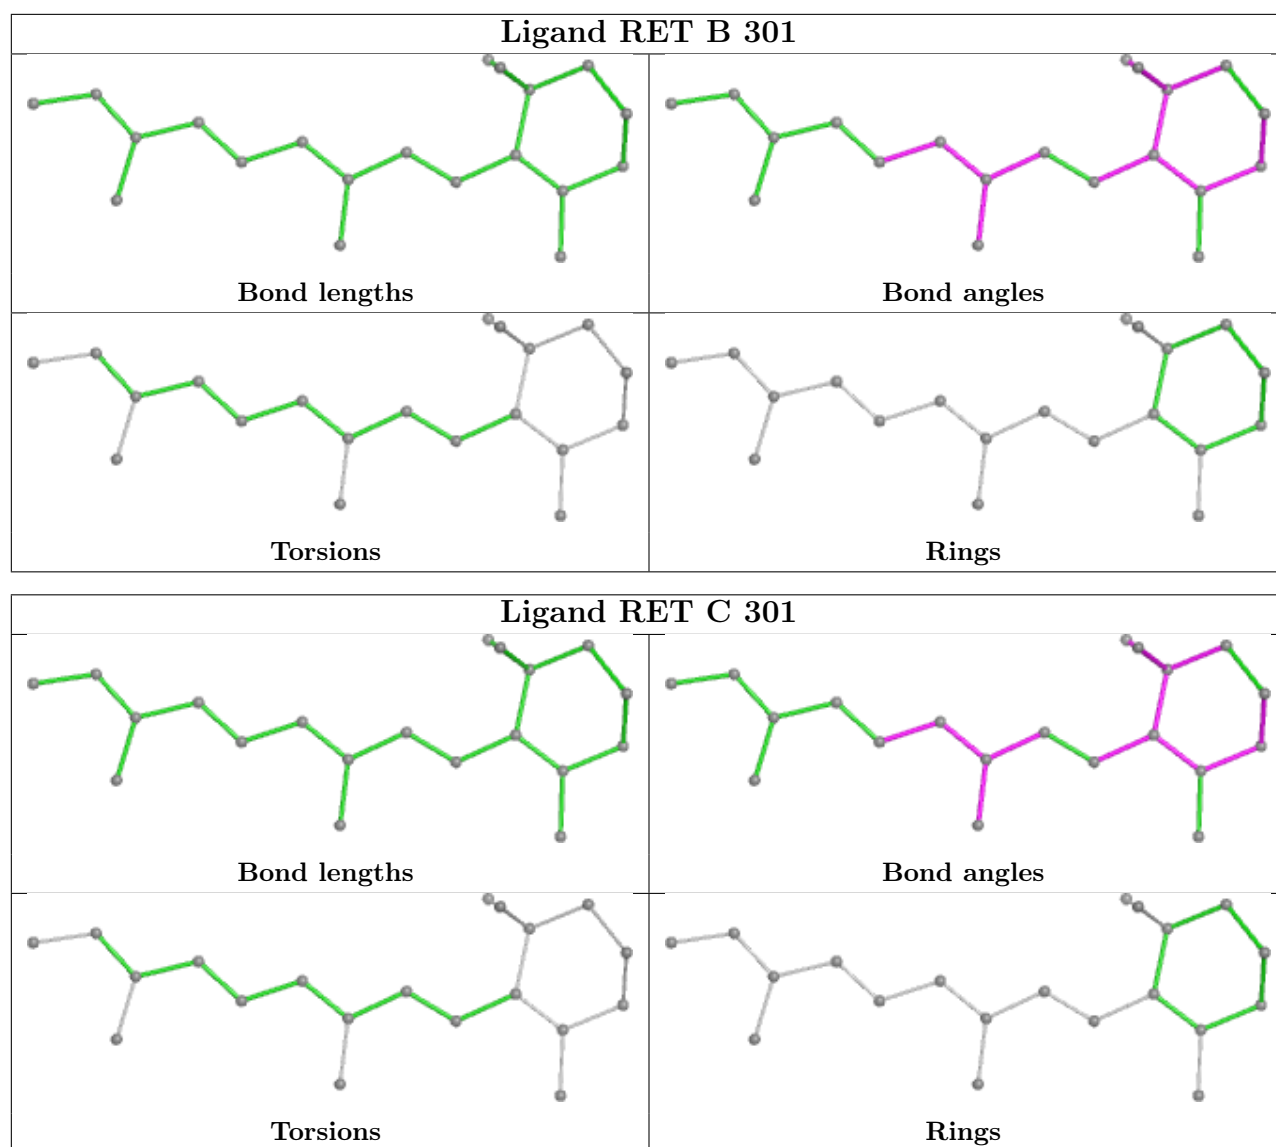 Ligand RET B 301
Bond lengths
Bond angles
Torsions
Rings
Ligand RET C 301
Bond lengths
Bond angles
Torsions
Rings